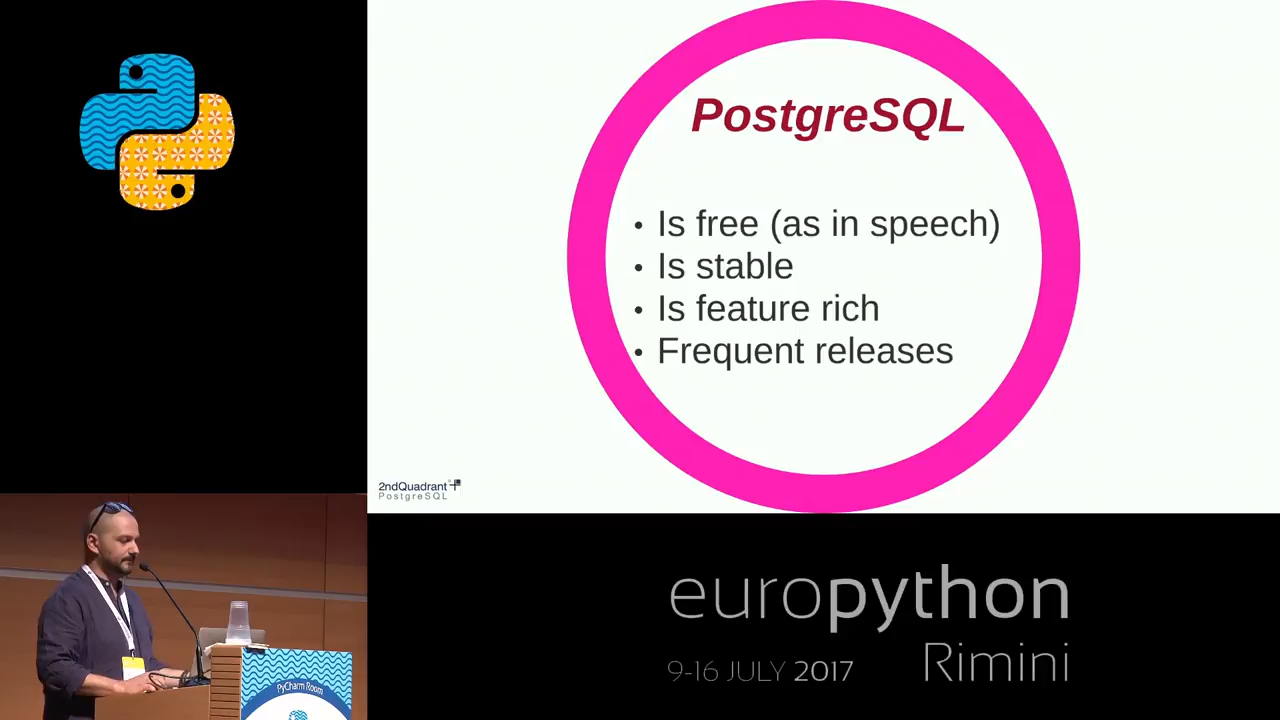 PostgreSQL
• Is free (as in speech)
• Is stable
• Is feature rich
• Frequent releases
2ndQuadrant
PostgreSQL
PyCharm Room
europython
Rimini
9-16 JULY 2017